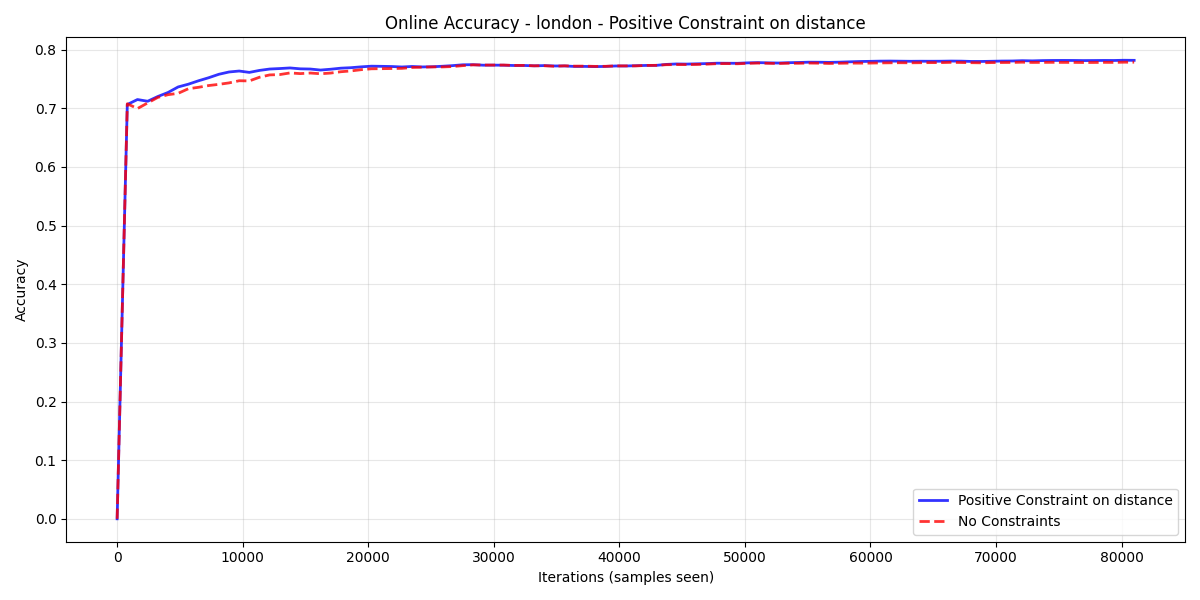 Online Accuracy - london - Positive Constraint on distance
0.8
0.7
0.6
0.5
0.4
0.3
0.2
0.1
0.0
Accuracy
0 10000 20000 30000 40000 50000 60000 70000 80000
Iterations (samples seen)
Positive Constraint on distance
No Constraints